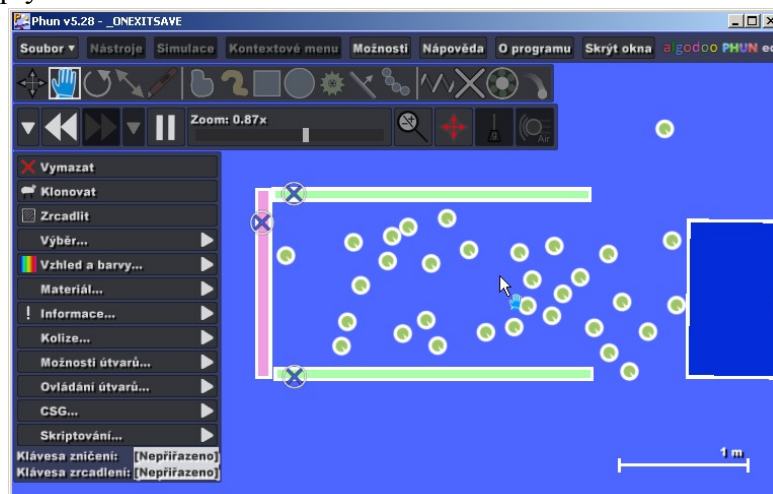 Phun v5.28 - _ONEXITSAVE
Soubor Nástroje Simulace Kontextové menu Možnosti Nápověda O programu Skrýt okna algodoo PHUN
Zoom: 0.87x
Air
Vymazat
Klonovat
Zrcadlit
Výběr...
Vzhled a barvy...
Materiál...
Informace...
Kolize...
Možnosti útvarů...
Ovládání útvarů...
CSG...
Skriptování...
Klávesa zničení: [Nepřiřazeno]
Klávesa zrcadlení: [Nepřiřazeno]
1 m